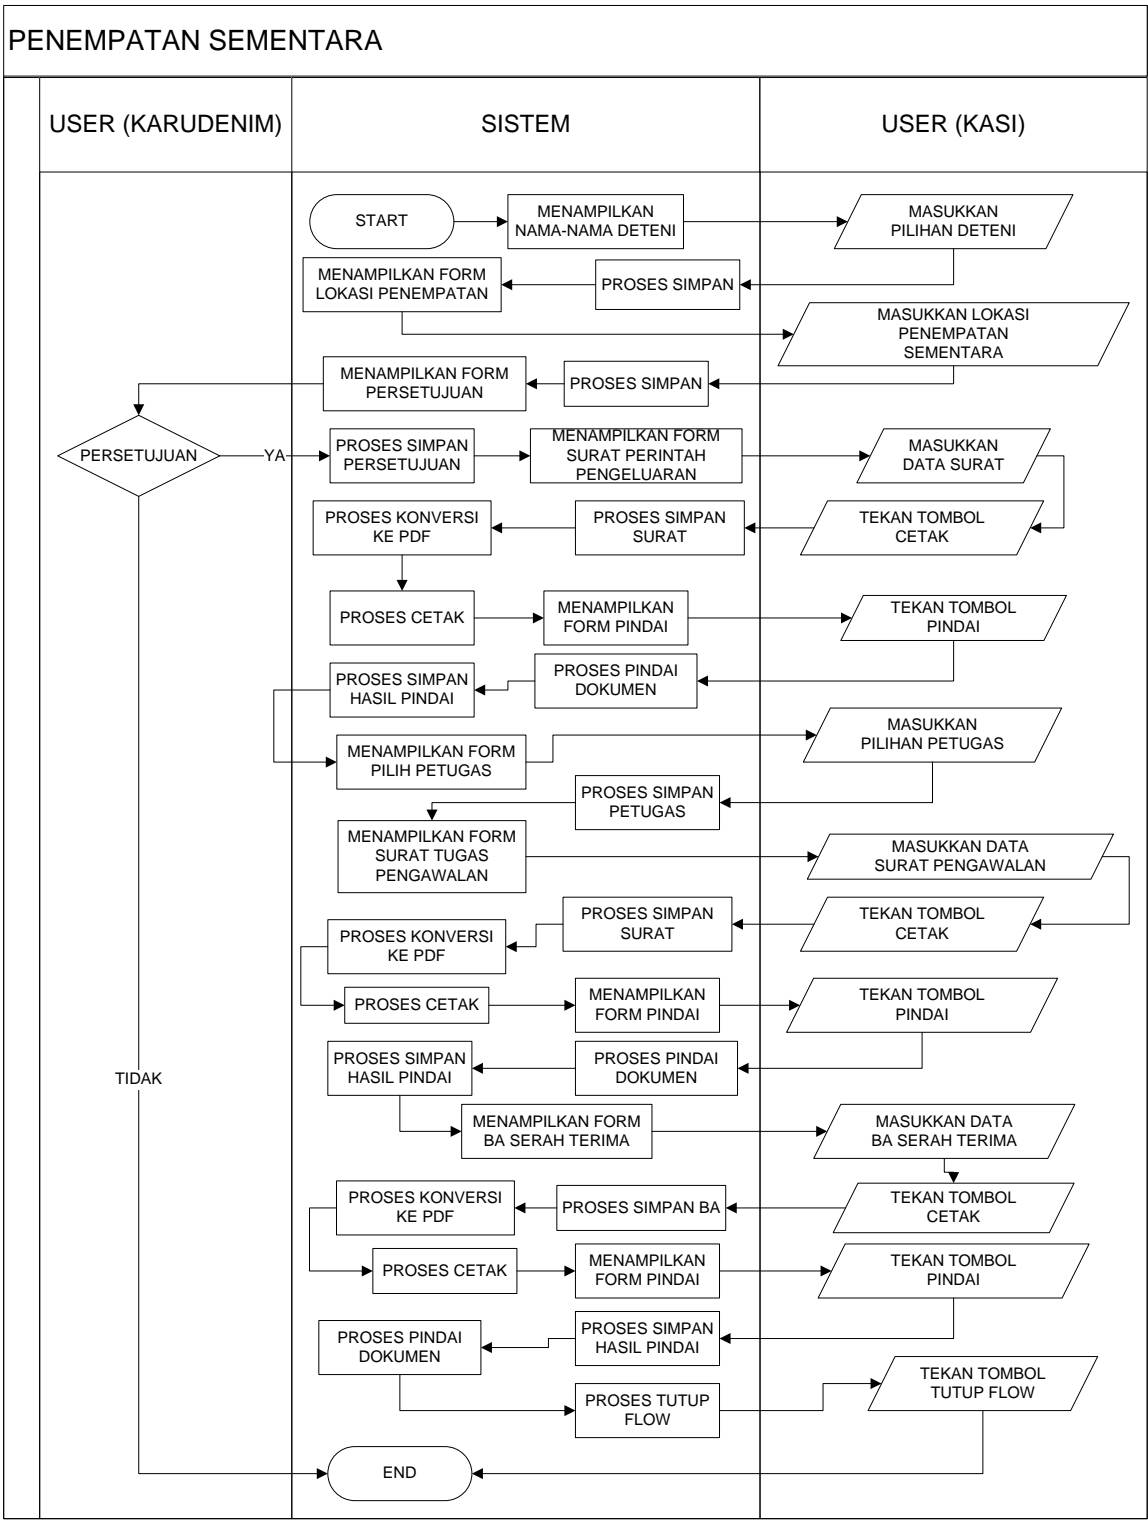 PENEMPATAN SEMENTARA
USER (KARUDENIM)
SISTEM
USER (KASI)
START
MENAMPILKAN
NAMA-NAMA DETENI
MASUKKAN
PILIHAN DETENI
PROSES SIMPAN
MENAMPILKAN FORM
LOKASI PENEMPATAN
MASUKKAN LOKASI
PENEMPATAN
SEMENTARA
PROSES SIMPAN
MENAMPILKAN FORM
PERSETUJUAN
PERSETUJUAN
YA
PROSES SIMPAN
PERSETUJUAN
MENAMPILKAN FORM
SURAT PERINTAH
PENGELUARAN
MASUKKAN
DATA SURAT
TEKAN TOMBOL
CETAK
PROSES SIMPAN
SURAT
PROSES KONVERSI
KE PDF
PROSES CETAK
MENAMPILKAN
FORM PINDAI
TEKAN TOMBOL
PINDAI
PROSES PINDAI
DOKUMEN
PROSES SIMPAN
HASIL PINDAI
MENAMPILKAN FORM
PILIH PETUGAS
MASUKKAN
PILIHAN PETUGAS
PROSES SIMPAN
PETUGAS
MENAMPILKAN FORM
SURAT TUGAS
PENGAWALAN
MASUKKAN DATA
SURAT PENGAWALAN
TEKAN TOMBOL
CETAK
PROSES SIMPAN
SURAT
PROSES KONVERSI
KE PDF
PROSES CETAK
MENAMPILKAN
FORM PINDAI
TEKAN TOMBOL
PINDAI
PROSES PINDAI
DOKUMEN
PROSES SIMPAN
HASIL PINDAI
TIDAK
MENAMPILKAN FORM
BA SERAH TERIMA
MASUKKAN DATA
BA SERAH TERIMA
TEKAN TOMBOL
CETAK
PROSES SIMPAN BA
PROSES KONVERSI
KE PDF
PROSES CETAK
MENAMPILKAN
FORM PINDAI
TEKAN TOMBOL
PINDAI
PROSES SIMPAN
HASIL PINDAI
PROSES PINDAI
DOKUMEN
PROSES TUTUP
FLOW
TEKAN TOMBOL
TUTUP FLOW
END